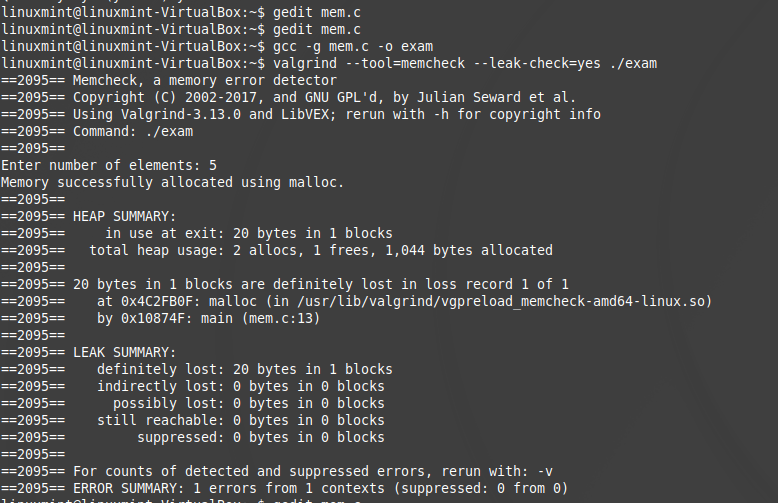 linuxmint@linuxmint-VirtualBox:~$ gedit mem.c
linuxmint@linuxmint-VirtualBox:~$ gedit mem.c
linuxmint@linuxmint-VirtualBox:~$ gcc -g mem.c -o exam
linuxmint@linuxmint-VirtualBox:~$ valgrind --tool=memcheck --leak-check=yes ./exam
==2095== Memcheck, a memory error detector
==2095== Copyright (C) 2002-2017, and GNU GPL'd, by Julian Seward et al.
==2095== Using Valgrind-3.13.0 and LibVEX; rerun with -h for copyright info
==2095== Command: ./exam
==2095==
Enter number of elements: 5
Memory successfully allocated using malloc.
==2095==
==2095== HEAP SUMMARY:
==2095==     in use at exit: 20 bytes in 1 blocks
==2095==   total heap usage: 2 allocs, 1 frees, 1,044 bytes allocated
==2095==
==2095== 20 bytes in 1 blocks are definitely lost in loss record 1 of 1
==2095==    at 0x4C2FB0F: malloc (in /usr/lib/valgrind/vgpreload_memcheck-amd64-linux.so)
==2095==    by 0x10874F: main (mem.c:13)
==2095==
==2095== LEAK SUMMARY:
==2095==    definitely lost: 20 bytes in 1 blocks
==2095==    indirectly lost: 0 bytes in 0 blocks
==2095==      possibly lost: 0 bytes in 0 blocks
==2095==    still reachable: 0 bytes in 0 blocks
==2095==         suppressed: 0 bytes in 0 blocks
==2095==
==2095== For counts of detected and suppressed errors, rerun with: -v
==2095== ERROR SUMMARY: 1 errors from 1 contexts (suppressed: 0 from 0)
linuxmint@linuxmint-VirtualBox:~$ gedit mem.c